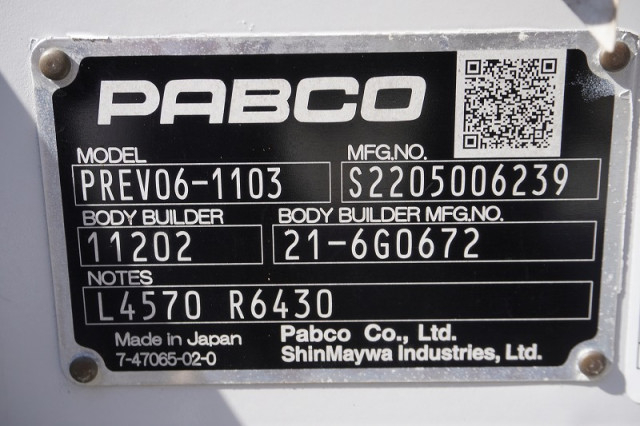 PABCO
MODEL MFG.NO.
PREV06-1103 S2205006239
BODY BUILDER BODY BUILDER MFG.NO.
11202 21-6G0672
NOTES
L4570 R6430
Made in Japan Pabco Co., Ltd.
7-47065-02-0 ShinMaywa Industries, Ltd.